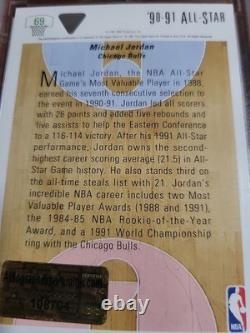 69
'90-91 ALL-STAR
Michael Jordan
Chicago Bulls
Michael Jordan, the NBA All-Star
Game's Most Valuable Player in 1988,
earned his seventh consecutive selection to
the event in 1990-91. Jordan led all scorers
with 26 points and added five rebounds and
five assists to help the Eastern Conference
to a 116-114 victory. After his 1991 All-Star
performance, Jordan owns the second-
highest career scoring average (21.5) in All-
Star Game history. He also stands third
on the all-time steals list with 21. Jordan's
incredible NBA career includes two Most
Valuable Player Awards (1988 and 1991),
the 1984-85 NBA Rookie-of-the-Year
Award, and a 1991 World Championship
ring with the Chicago Bulls.
NBA